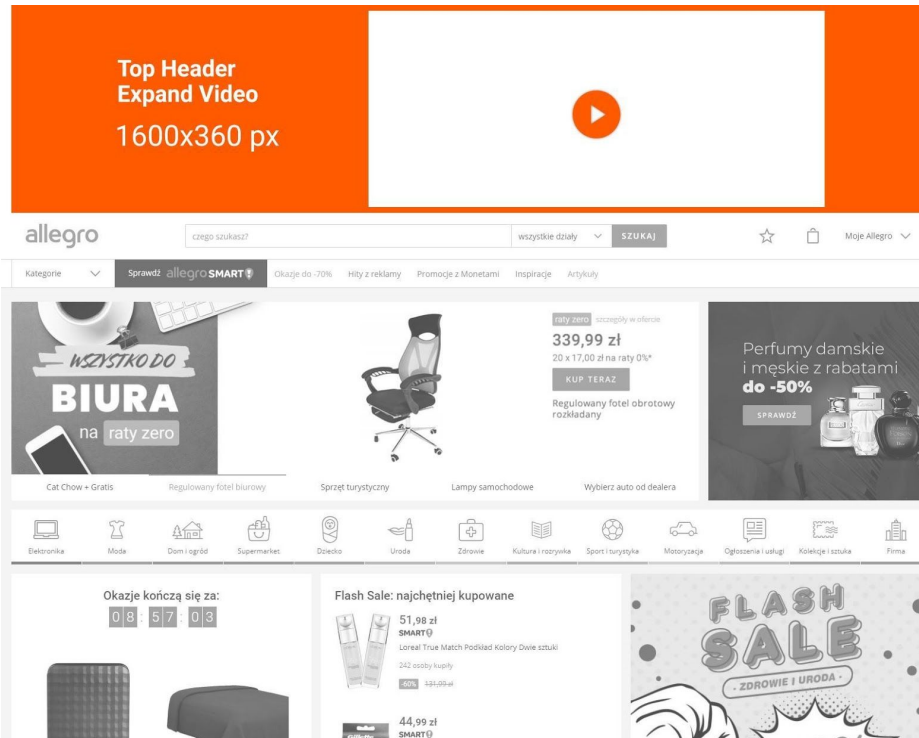 Top Header
Expand Video
1600x360 px
allegro
czego szukasz?
wszystkie działy
SZUKAJ
Moje Allegro
Kategorie
Sprawdź allegro SMART!
Okazje do -70%
Hity z reklamy
Promocje z Monetami
Inspiracje
Artykuły
WSZYSTKO DO
BIURA
na raty zero
raty zero szczegóły w ofercie
339,99 zł
20 x 17,00 zł na raty 0%*
KUP TERAZ
Regulowany fotel obrotowy
rozkładany
Perfumy damskie
i męskie z rabatami
do -50%
SPRAWDŹ
Cat Chow + Gratis
Regulowany fotel biurowy
Sprzęt turystyczny
Lampy samochodowe
Wybierz auto od dealera
Elektronika
Moda
Dom i ogród
Supermarket
Dziecko
Uroda
Zdrowie
Kultura i rozrywka
Sport i turystyka
Motoryzacja
Ogłoszenia i usługi
Kolekcje i sztuka
Firma
Okazje kończą się za:
08:57:03
Flash Sale: najchętniej kupowane
51,98 zł
SMART!
Loreal True Match Podkład Kolory Dwie sztuki
242 osoby kupiły
-60% 131,99 zł
44,99 zł
SMART!
FLASH
SALE
- ZDROWIE I URODA -